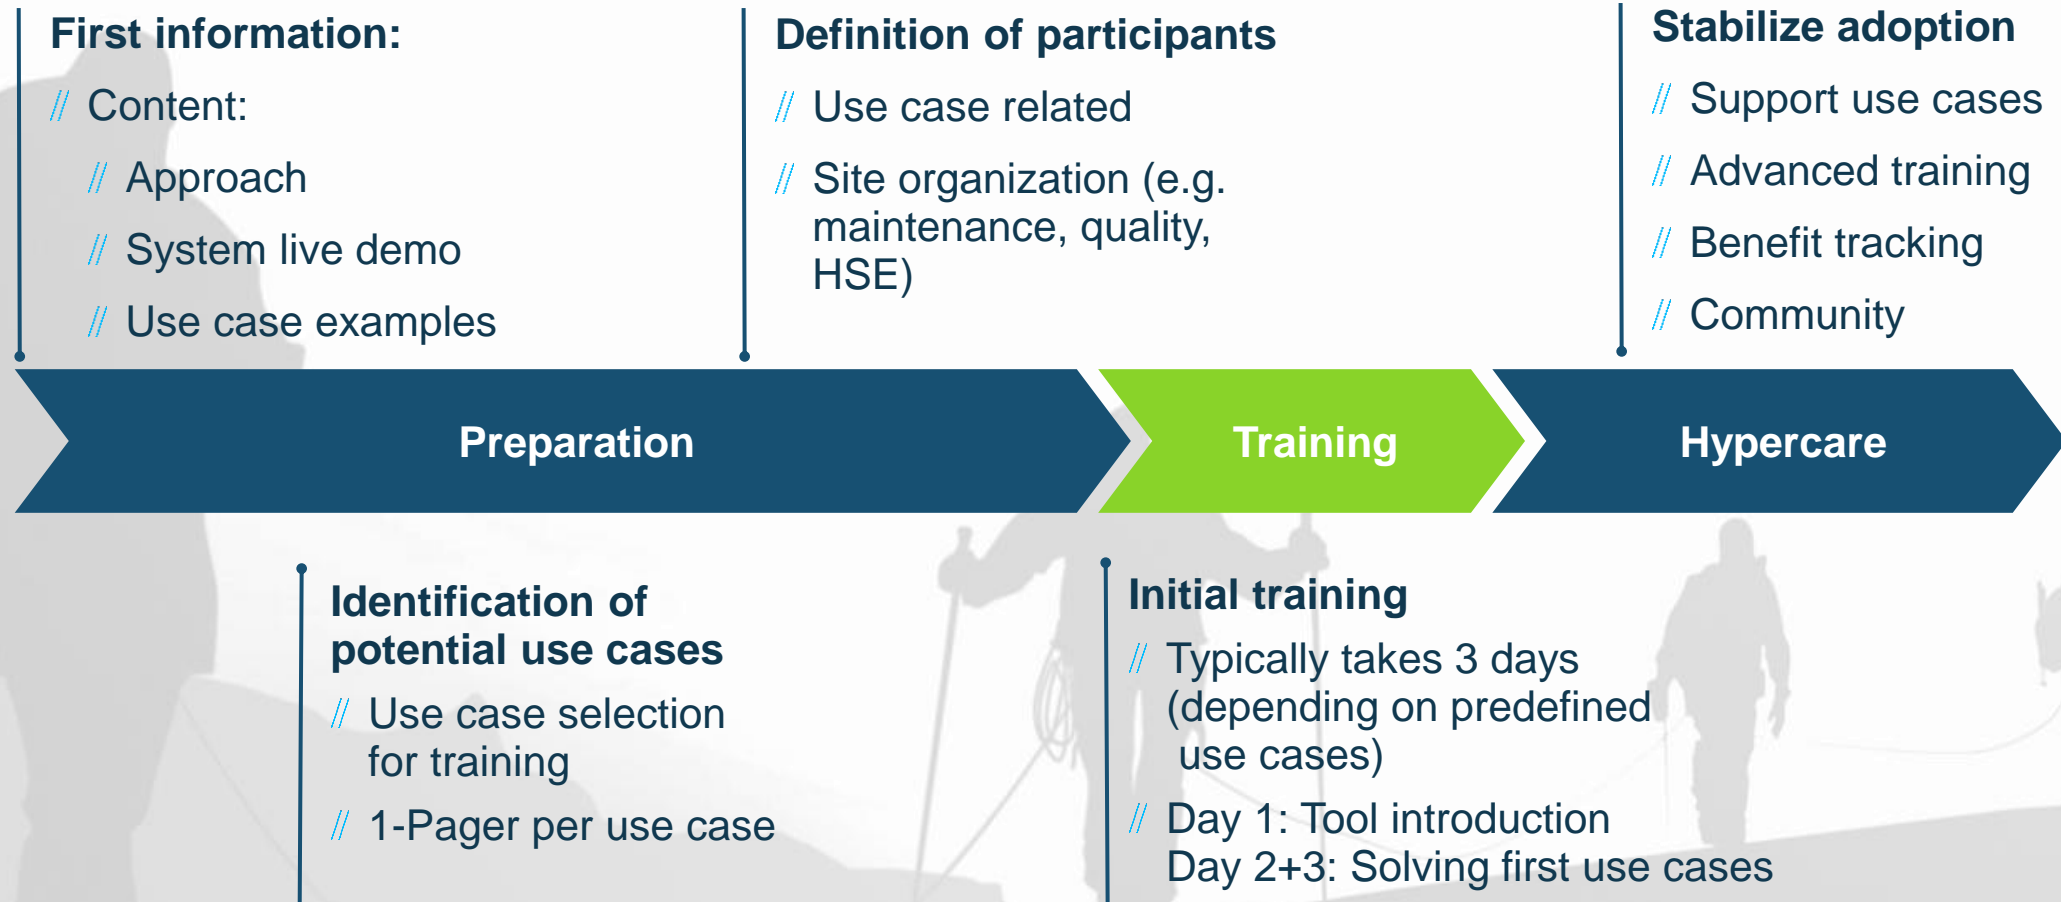 First information:
// Content:
// Approach
// System live demo
// Use case examples
Definition of participants
// Use case related
// Site organization (e.g.
maintenance, quality,
HSE)
Stabilize adoption
// Support use cases
// Advanced training
// Benefit tracking
// Community
Preparation
Training
Hypercare
Identification of
potential use cases
// Use case selection
for training
// 1-Pager per use case
Initial training
// Typically takes 3 days
(depending on predefined
use cases)
// Day 1: Tool introduction
Day 2+3: Solving first use cases